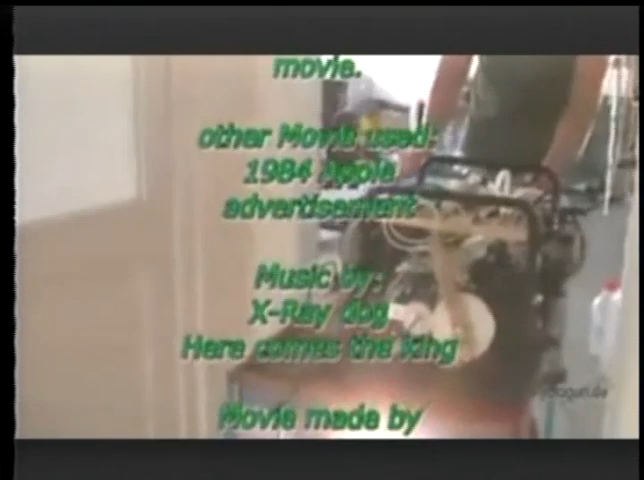 movie.
other Movie used:
1984 Apple
advertisement
Music by:
X-Ray dog
Here comes the king
Movie made by